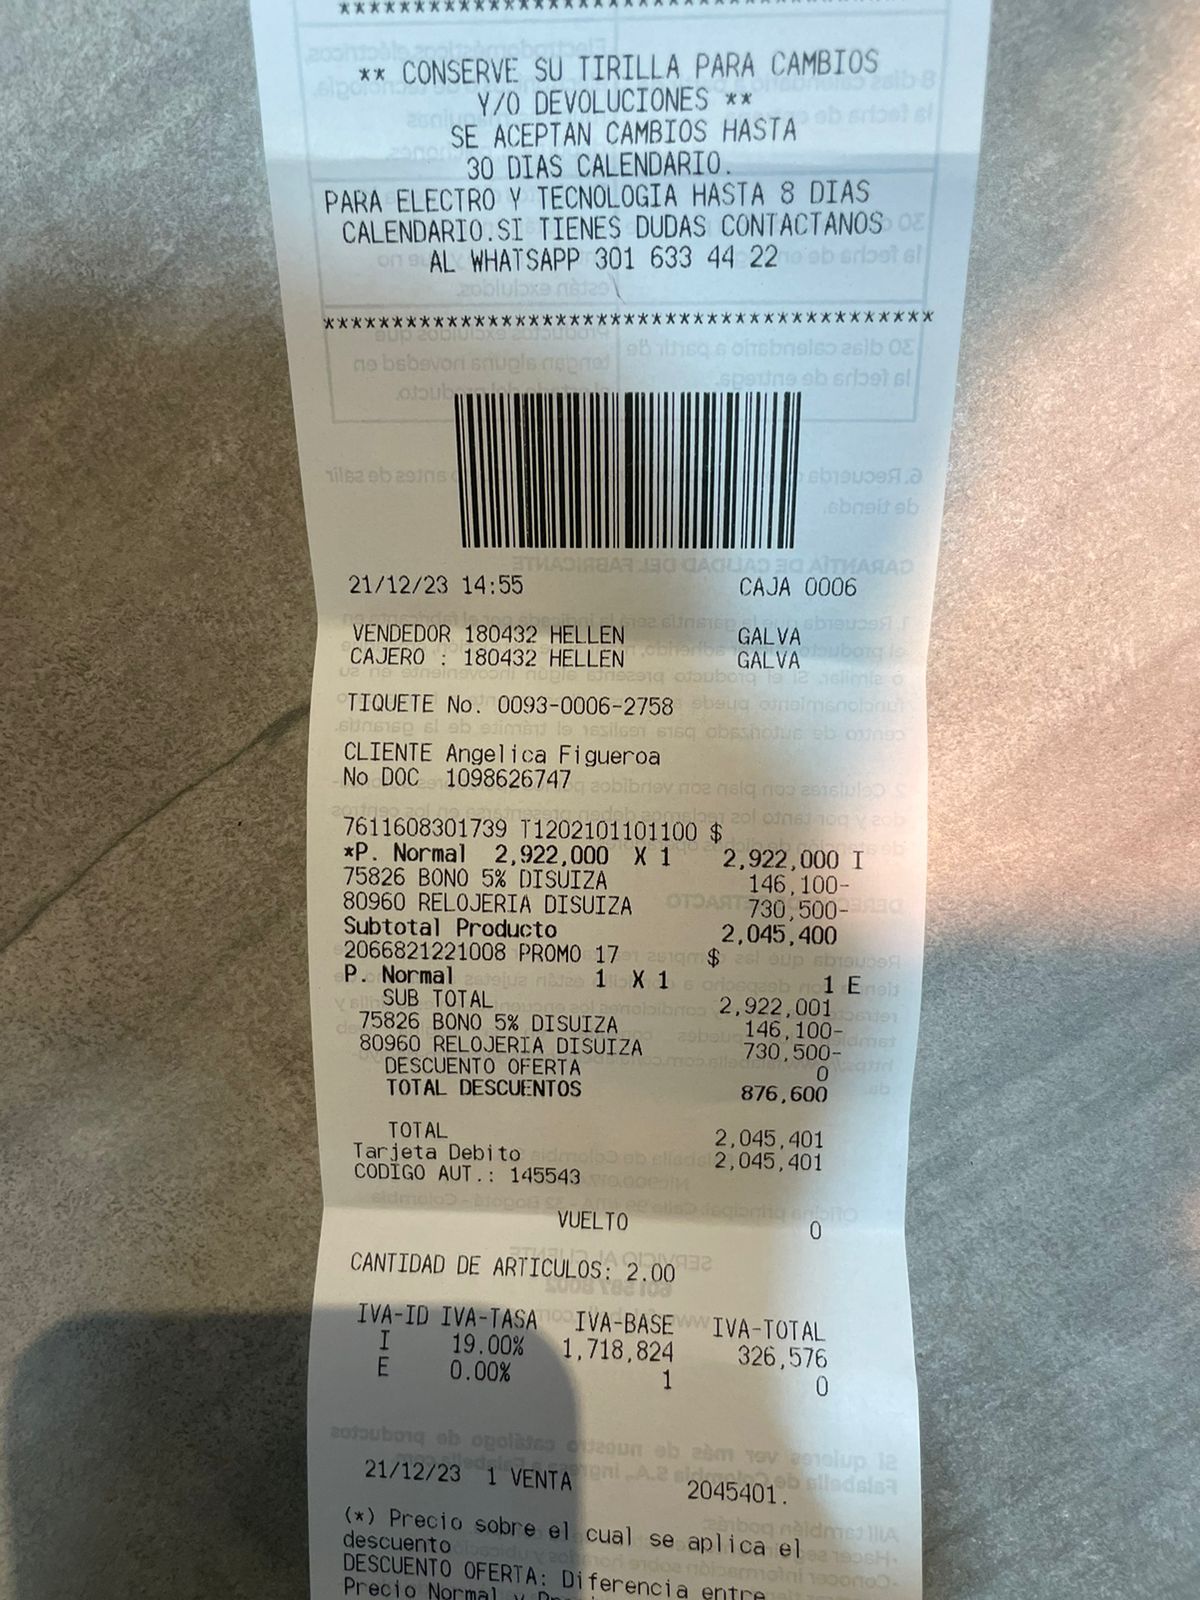 ****************************************
** CONSERVE SU TIRILLA PARA CAMBIOS
Y/O DEVOLUCIONES **
SE ACEPTAN CAMBIOS HASTA
30 DIAS CALENDARIO.
PARA ELECTRO Y TECNOLOGIA HASTA 8 DIAS
CALENDARIO.SI TIENES DUDAS CONTACTANOS
AL WHATSAPP 301 633 44 22
****************************************
21/12/23 14:55 CAJA 0006
VENDEDOR 180432 HELLEN GALVA
CAJERO : 180432 HELLEN GALVA
TIQUETE No. 0093-0006-2758
CLIENTE Angelica Figueroa
No DOC 1098626747
7611608301739 T1202101101100 $
*P. Normal 2,922,000 X 1 2,922,000 I
75826 BONO 5% DISUIZA 146,100-
80960 RELOJERIA DISUIZA 730,500-
Subtotal Producto 2,045,400
2066821221008 PROMO 17 $
P. Normal 1 X 1 1 E
SUB TOTAL 2,922,001
75826 BONO 5% DISUIZA 146,100-
80960 RELOJERIA DISUIZA 730,500-
DESCUENTO OFERTA 0
TOTAL DESCUENTOS 876,600
TOTAL 2,045,401
Tarjeta Debito 2,045,401
CODIGO AUT.: 145543
VUELTO 0
CANTIDAD DE ARTICULOS: 2.00
IVA-ID IVA-TASA IVA-BASE IVA-TOTAL
I 19.00% 1,718,824 326,576
E 0.00% 1 0
21/12/23 1 VENTA 2045401.
(*) Precio sobre el cual se aplica el
descuento
DESCUENTO OFERTA: Diferencia entre
Precio Normal y